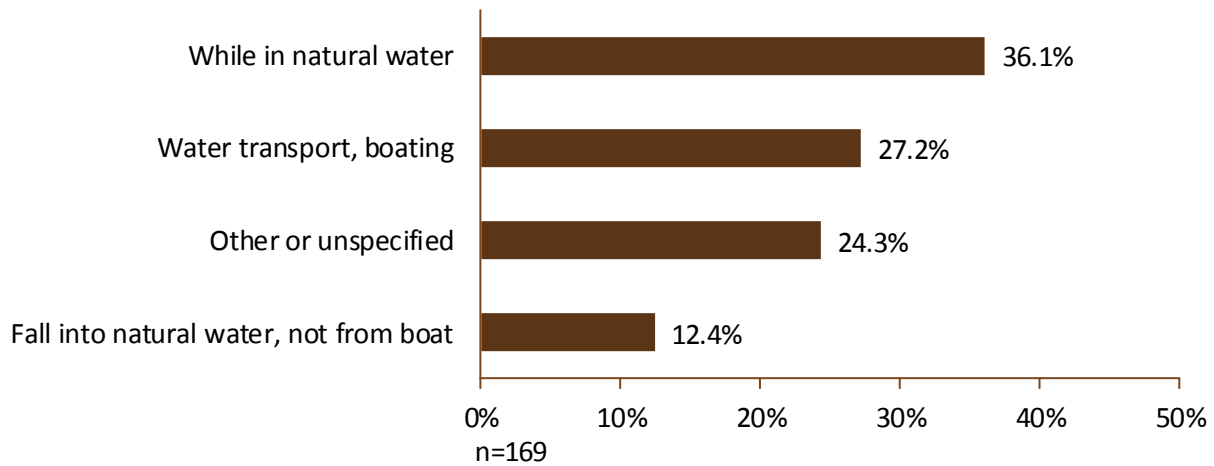 While in natural water
36.1%
Water transport, boating
27.2%
Other or unspecified
24.3%
Fall into natural water, not from boat
12.4%
0% 10% 20% 30% 40% 50%
n=169